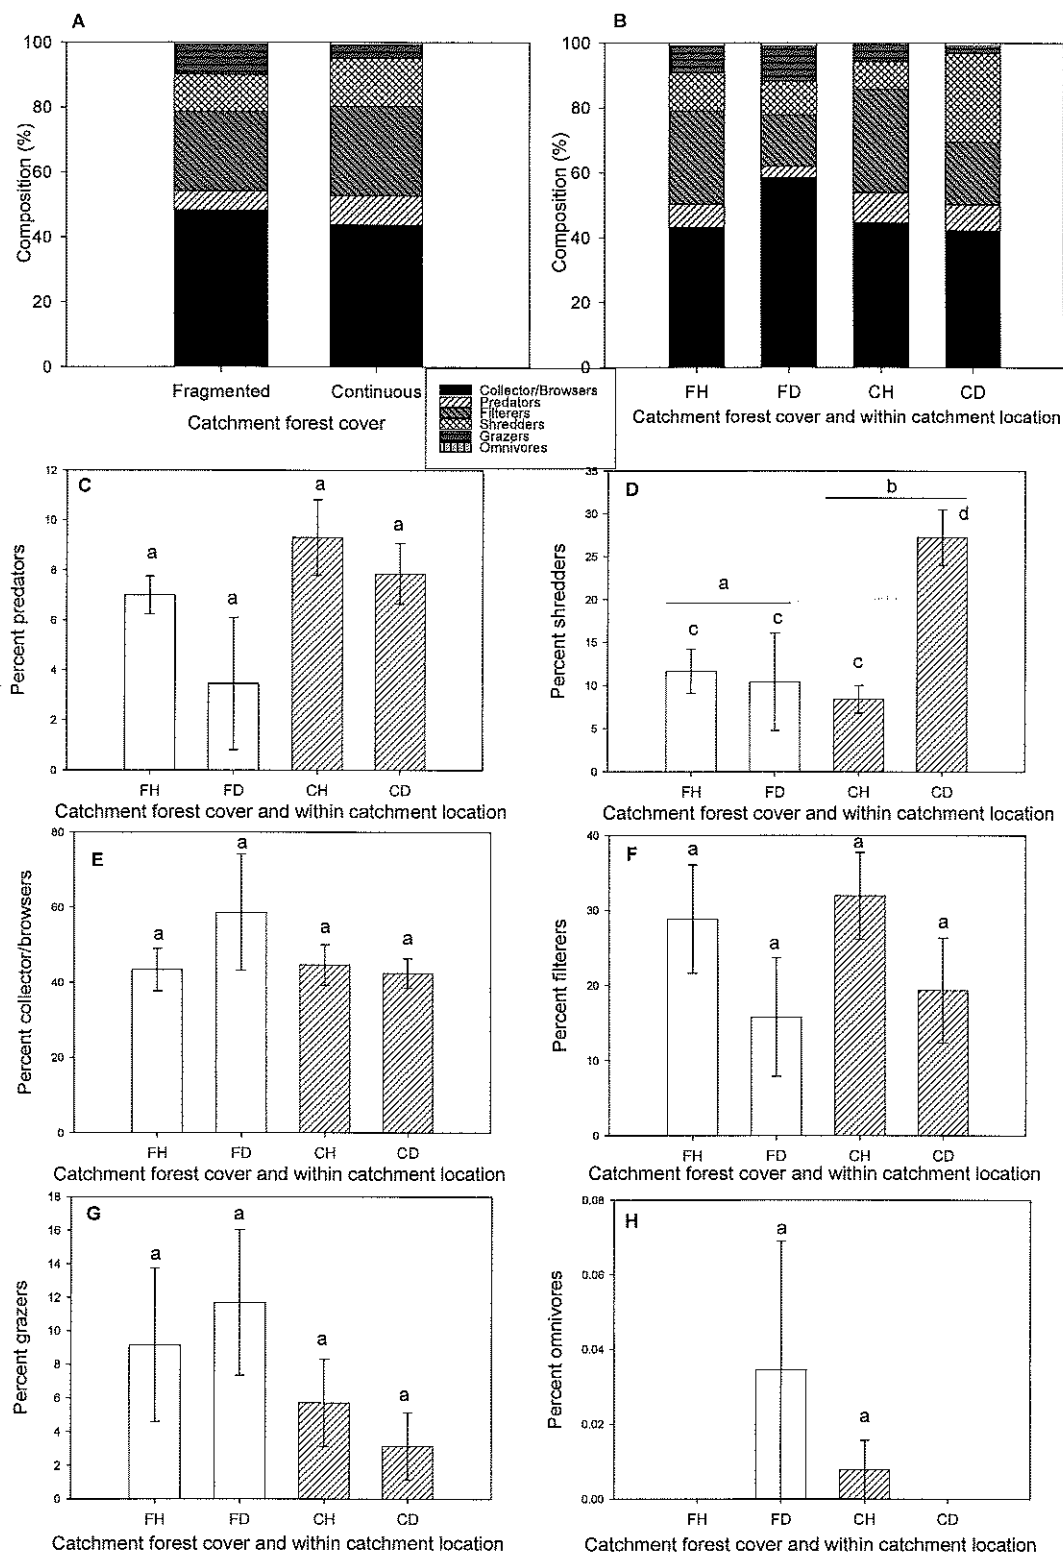 A
100
80
60
40
20
0
Composition (%)
Fragmented
Continuous
Catchment forest cover
B
100
80
60
40
20
0
Composition (%)
FH
FD
CH
CD
Catchment forest cover and within catchment location
Collector/Browsers
Predators
Filterers
Shredders
Grazers
Omnivores
C
12
10
8
6
4
2
0
Percent predators
a
a
a
a
FH
FD
CH
CD
Catchment forest cover and within catchment location
D
35
30
25
20
15
10
5
0
Percent shredders
a
b
c
c
c
d
FH
FD
CH
CD
Catchment forest cover and within catchment location
E
80
60
40
20
0
Percent collector/browsers
a
a
a
a
FH
FD
CH
CD
Catchment forest cover and within catchment location
F
40
30
20
10
0
Percent filterers
a
a
a
a
FH
FD
CH
CD
Catchment forest cover and within catchment location
G
18
16
14
12
10
8
6
4
2
0
Percent grazers
a
a
a
a
FH
FD
CH
CD
Catchment forest cover and within catchment location
H
0.08
0.06
0.04
0.02
0.00
Percent omnivores
a
a
FH
FD
CH
CD
Catchment forest cover and within catchment location